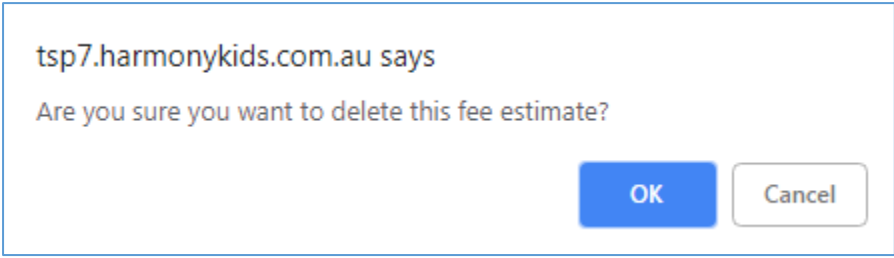 tsp7.harmonykids.com.au says
Are you sure you want to delete this fee estimate?
OK Cancel